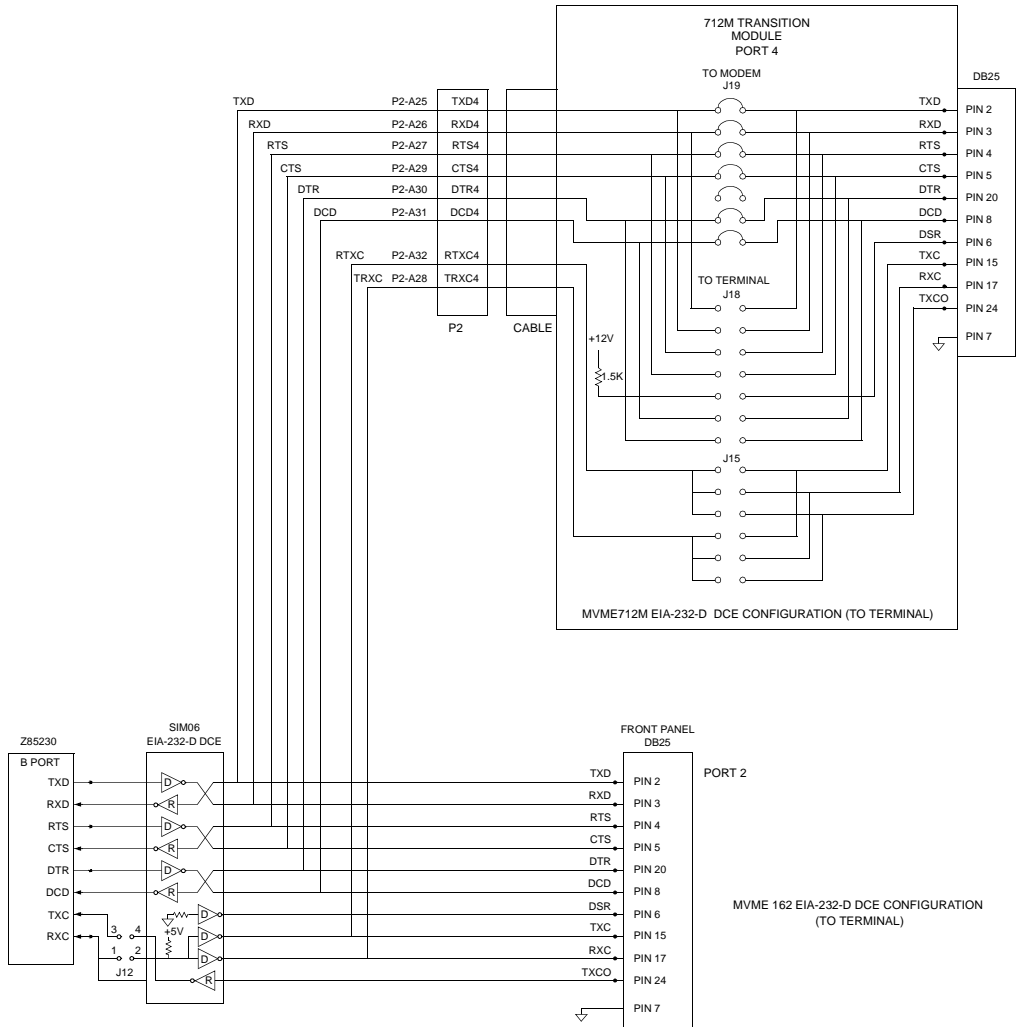 712M TRANSITION
MODULE
PORT 4
TO MODEM
J19
DB25
TXD P2-A25 TXD4 TXD PIN 2
RXD P2-A26 RXD4 RXD PIN 3
RTS P2-A27 RTS4 RTS PIN 4
CTS P2-A29 CTS4 CTS PIN 5
DTR P2-A30 DTR4 DTR PIN 20
DCD P2-A31 DCD4 DCD PIN 8
DSR PIN 6
RTXC P2-A32 RTXC4 TXC PIN 15
TRXC P2-A28 TRXC4 RXC PIN 17
TXCO PIN 24
TO TERMINAL
J18
P2 CABLE
+12V
PIN 7
1.5K
J15
MVME712M EIA-232-D DCE CONFIGURATION (TO TERMINAL)
SIM06
EIA-232-D DCE
Z85230
B PORT
FRONT PANEL
DB25
PORT 2
TXD D TXD PIN 2
RXD R RXD PIN 3
RTS D RTS PIN 4
CTS R CTS PIN 5
DTR D DTR PIN 20
DCD R DCD PIN 8
D DSR PIN 6
TXC 3 4 +5V D TXC PIN 15
RXC 1 2 D RXC PIN 17
J12 R TXCO PIN 24
PIN 7
MVME 162 EIA-232-D DCE CONFIGURATION
(TO TERMINAL)